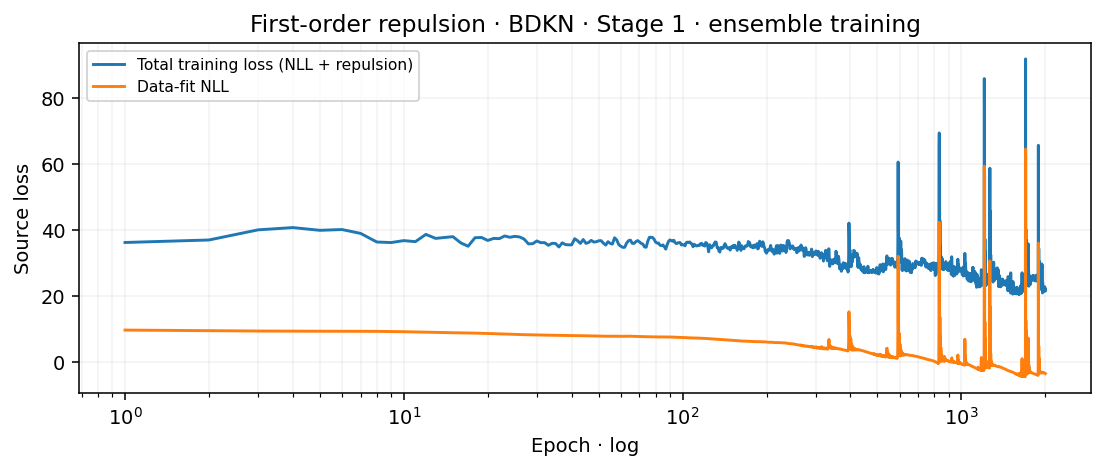 First-order repulsion · BDKN · Stage 1 · ensemble training
Total training loss (NLL + repulsion)
Data-fit NLL
Source loss
80
60
40
20
0
10⁰ 10¹ 10² 10³
Epoch · log